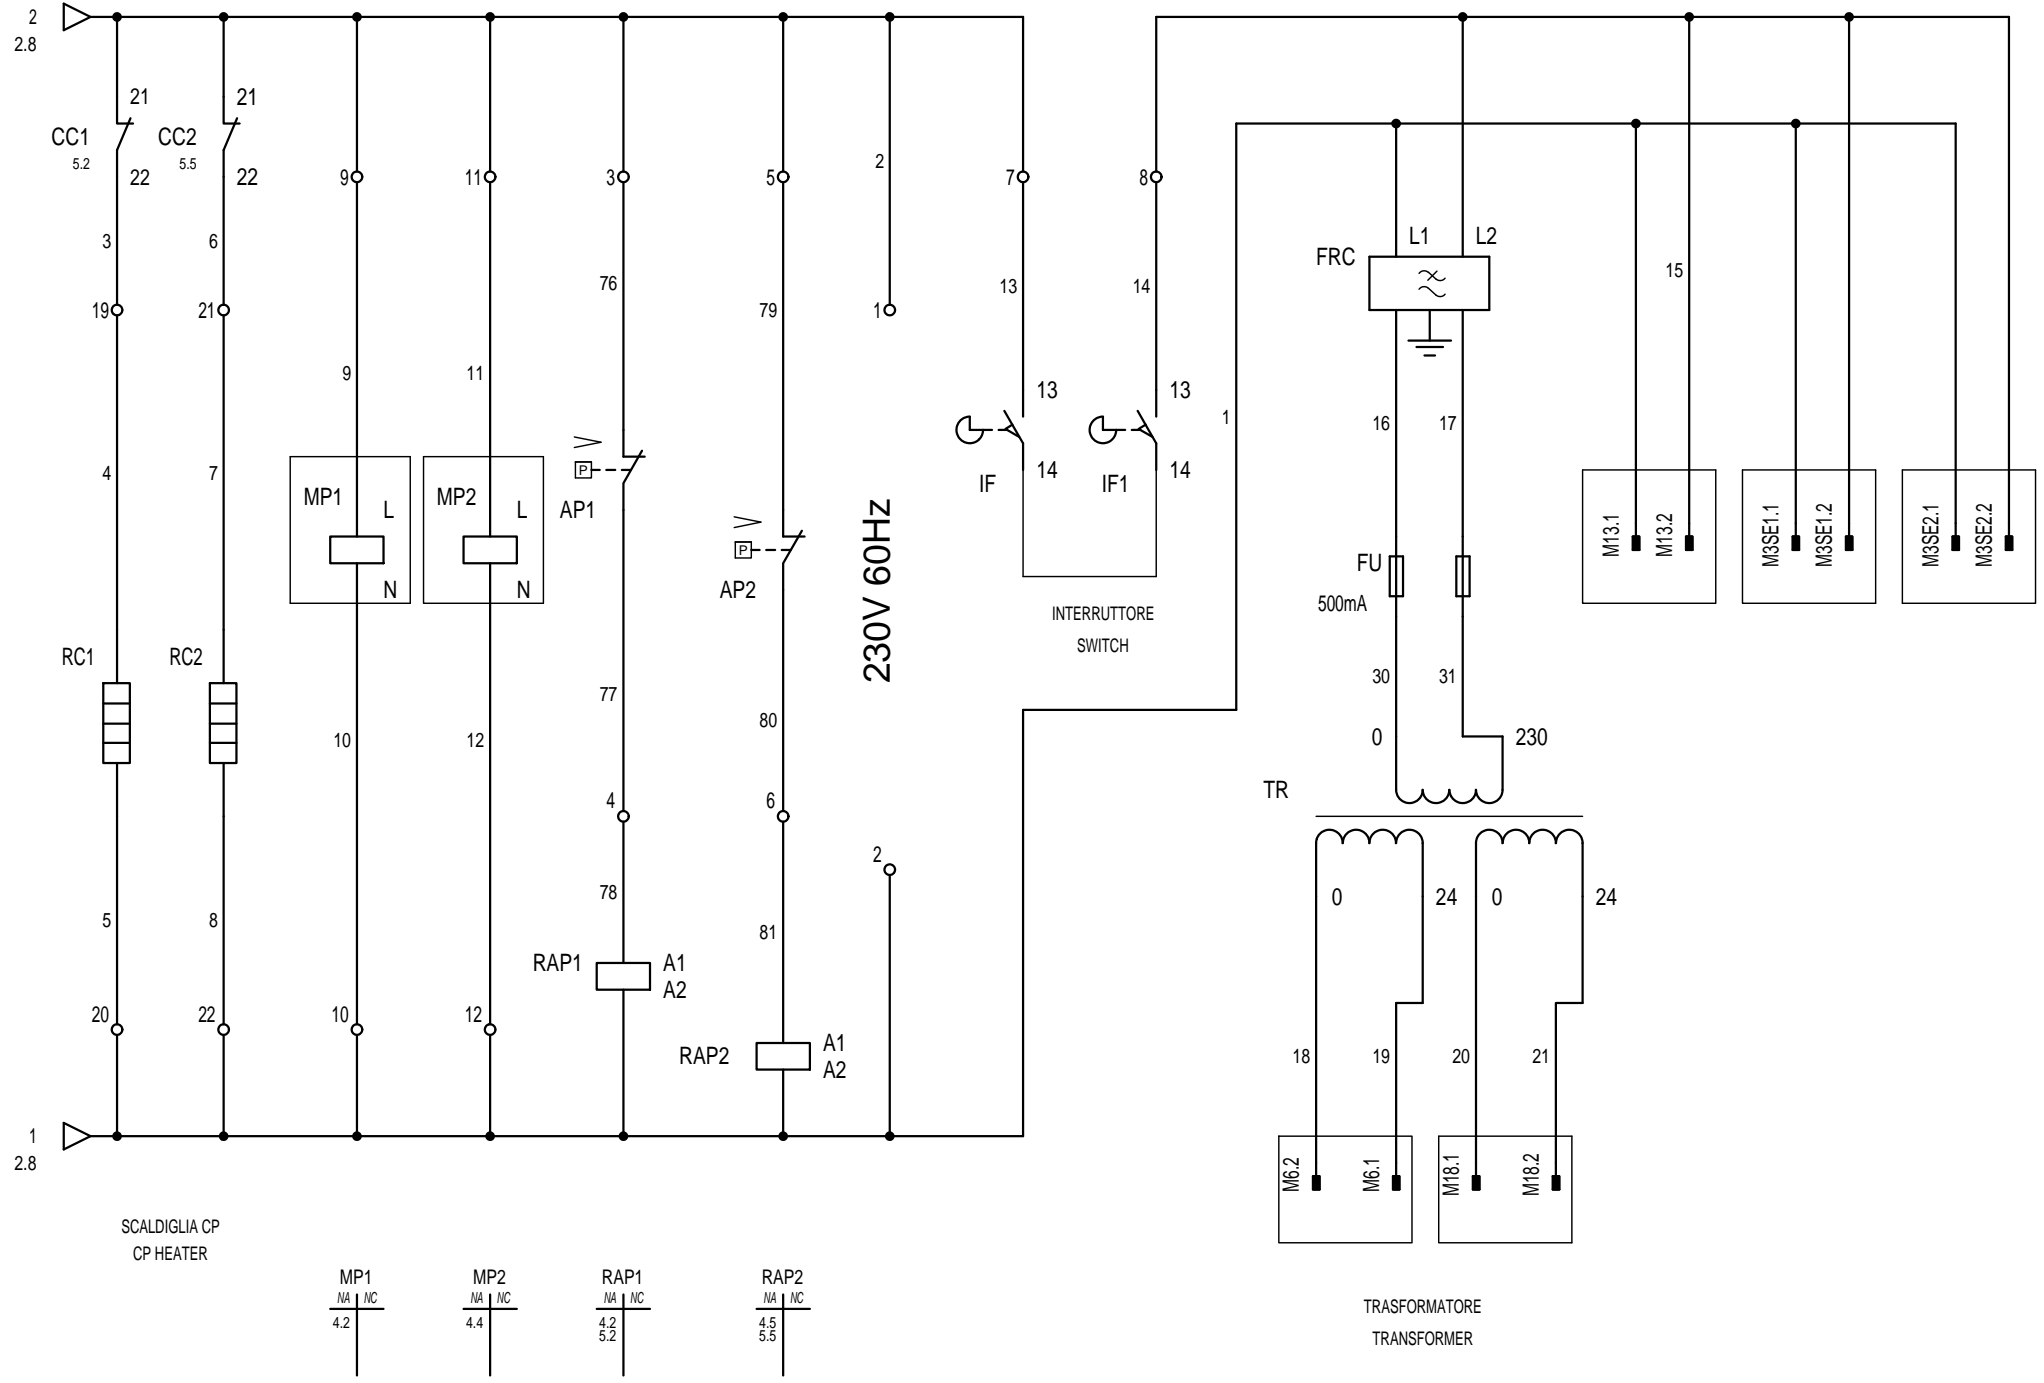 2
2.8
21
21
CC1
CC2
5.2
5.5
22
22
9
11
3
5
2
7
8
3
6
L1
L2
FRC
15
76
13
14
19
21
79
1
9
11
13
13
1
16
17
4
7
14
14
IF
IF1
P
AP1
MP1
L
N
MP2
L
N
P
AP2
230V 60Hz
INTERRUTTORE
SWITCH
FU
500mA
M13.1
M13.2
M3SE1.1
M3SE1.2
M3SE2.1
M3SE2.2
RC1
RC2
30
31
77
80
10
12
0
230
TR
4
6
2
78
81
0
24
0
24
5
8
RAP1
A1
A2
20
22
10
12
RAP2
A1
A2
18
19
20
21
1
2.8
M6.2
M6.1
M18.1
M18.2
SCALDIGLIA CP
CP HEATER
MP1
NA NC
4.2
MP2
NA NC
4.4
RAP1
NA NC
4.2
5.2
RAP2
NA NC
4.5
5.5
TRASFORMATORE
TRANSFORMER